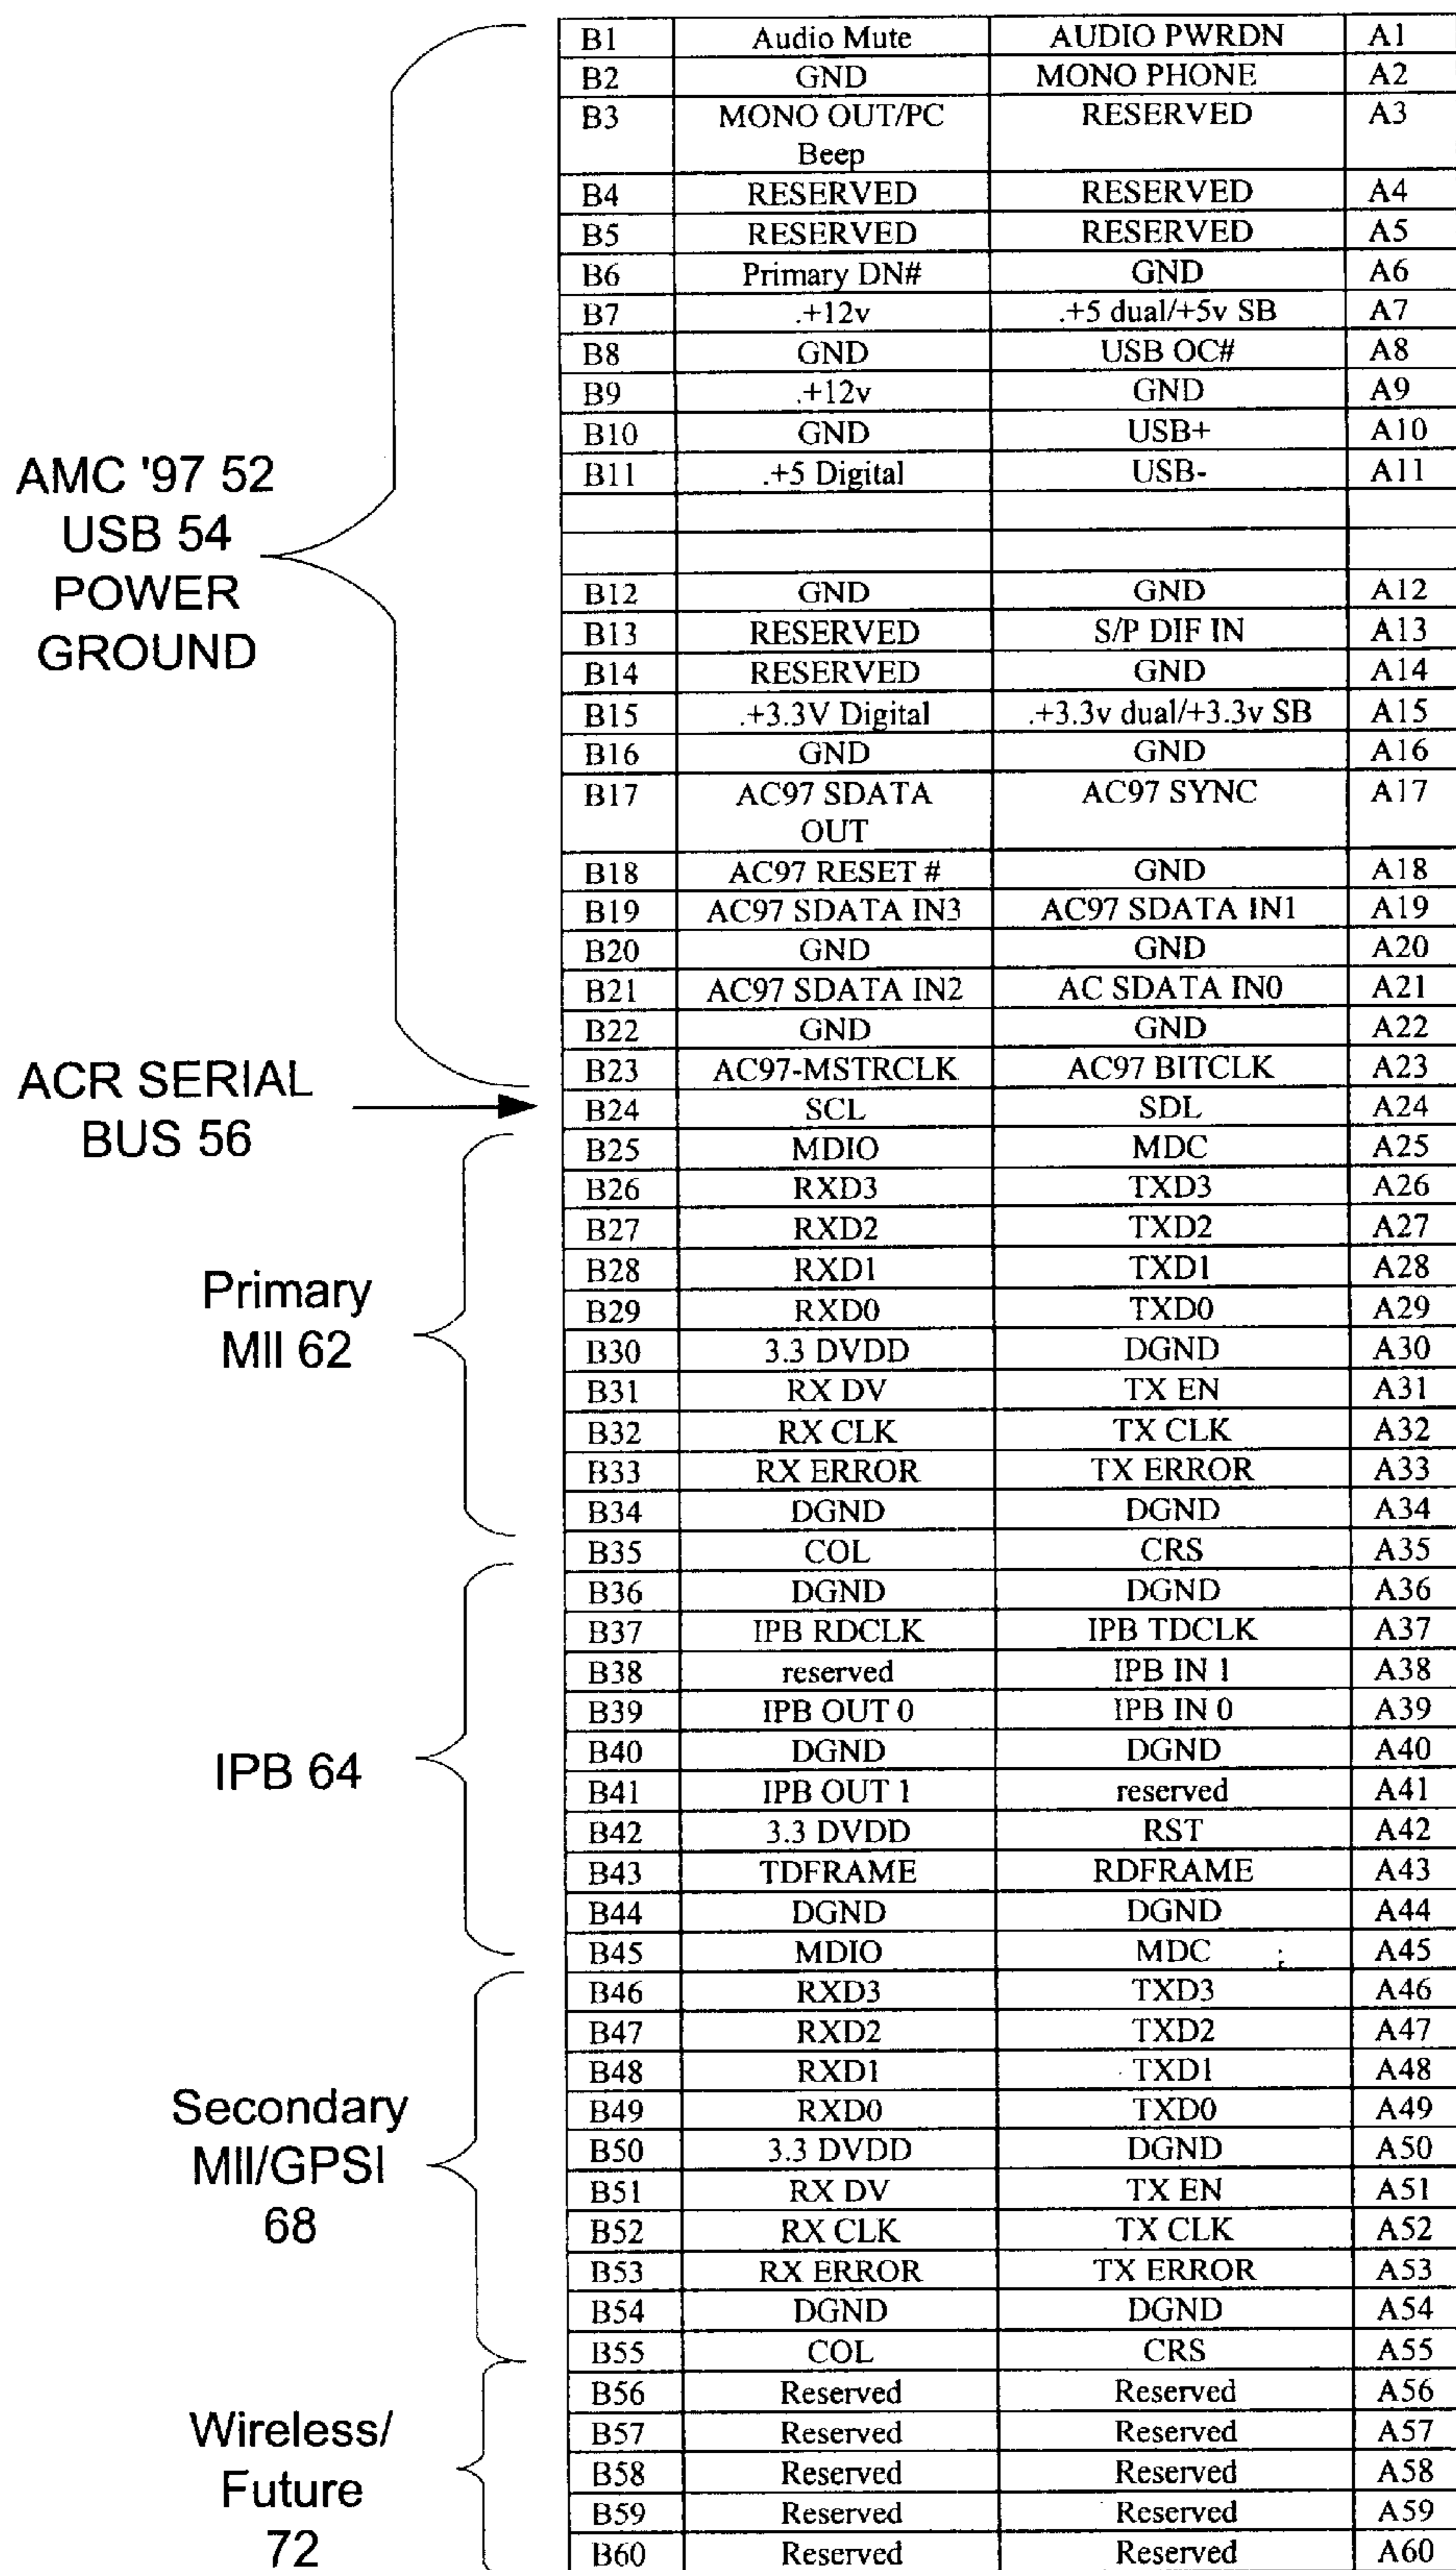 AMC '97 52
USB 54
POWER
GROUND
ACR SERIAL
BUS 56
Primary
MII 62
IPB 64
Secondary
MII/GPSI
68
Wireless/
Future
72
B1 Audio Mute AUDIO PWRDN A1
B2 GND MONO PHONE A2
B3 MONO OUT/PC RESERVED A3
Beep
B4 RESERVED RESERVED A4
B5 RESERVED RESERVED A5
B6 Primary DN# GND A6
B7 .+12v .+5 dual/+5v SB A7
B8 GND USB OC# A8
B9 .+12v GND A9
B10 GND USB+ A10
B11 .+5 Digital USB- A11
B12 GND GND A12
B13 RESERVED S/P DIF IN A13
B14 RESERVED GND A14
B15 .+3.3V Digital .+3.3v dual/+3.3v SB A15
B16 GND GND A16
B17 AC97 SDATA AC97 SYNC A17
OUT
B18 AC97 RESET # GND A18
B19 AC97 SDATA IN3 AC97 SDATA IN1 A19
B20 GND GND A20
B21 AC97 SDATA IN2 AC SDATA IN0 A21
B22 GND GND A22
B23 AC97-MSTRCLK AC97 BITCLK A23
B24 SCL SDL A24
B25 MDIO MDC A25
B26 RXD3 TXD3 A26
B27 RXD2 TXD2 A27
B28 RXD1 TXD1 A28
B29 RXD0 TXD0 A29
B30 3.3 DVDD DGND A30
B31 RX DV TX EN A31
B32 RX CLK TX CLK A32
B33 RX ERROR TX ERROR A33
B34 DGND DGND A34
B35 COL CRS A35
B36 DGND DGND A36
B37 IPB RDCLK IPB TDCLK A37
B38 reserved IPB IN 1 A38
B39 IPB OUT 0 IPB IN 0 A39
B40 DGND DGND A40
B41 IPB OUT 1 reserved A41
B42 3.3 DVDD RST A42
B43 TDFRAME RDFRAME A43
B44 DGND DGND A44
B45 MDIO MDC A45
B46 RXD3 TXD3 A46
B47 RXD2 TXD2 A47
B48 RXD1 TXD1 A48
B49 RXD0 TXD0 A49
B50 3.3 DVDD DGND A50
B51 RX DV TX EN A51
B52 RX CLK TX CLK A52
B53 RX ERROR TX ERROR A53
B54 DGND DGND A54
B55 COL CRS A55
B56 Reserved Reserved A56
B57 Reserved Reserved A57
B58 Reserved Reserved A58
B59 Reserved Reserved A59
B60 Reserved Reserved A60